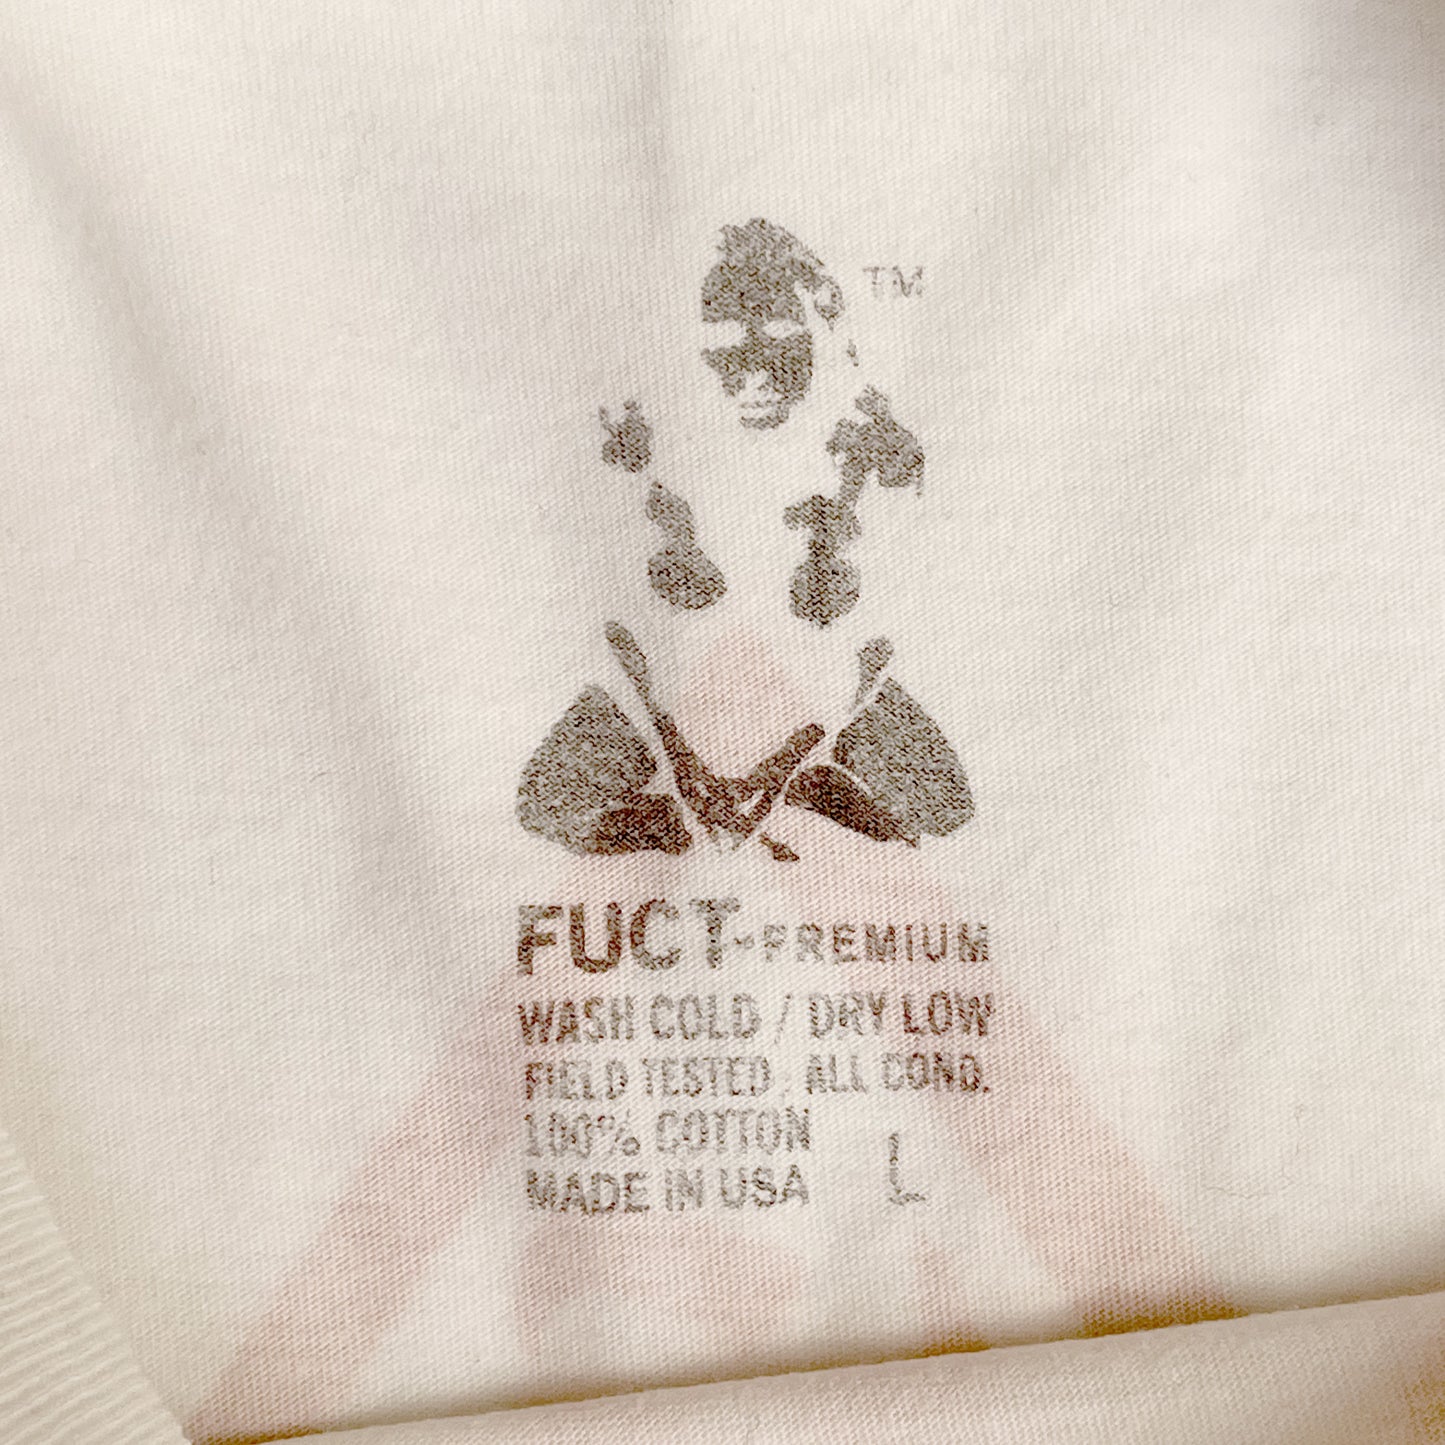 TM
FUCT-PREMIUM
WASH COLD / DRY LOW
FIELD TESTED, ALL COND.
100% COTTON
MADE IN USA L